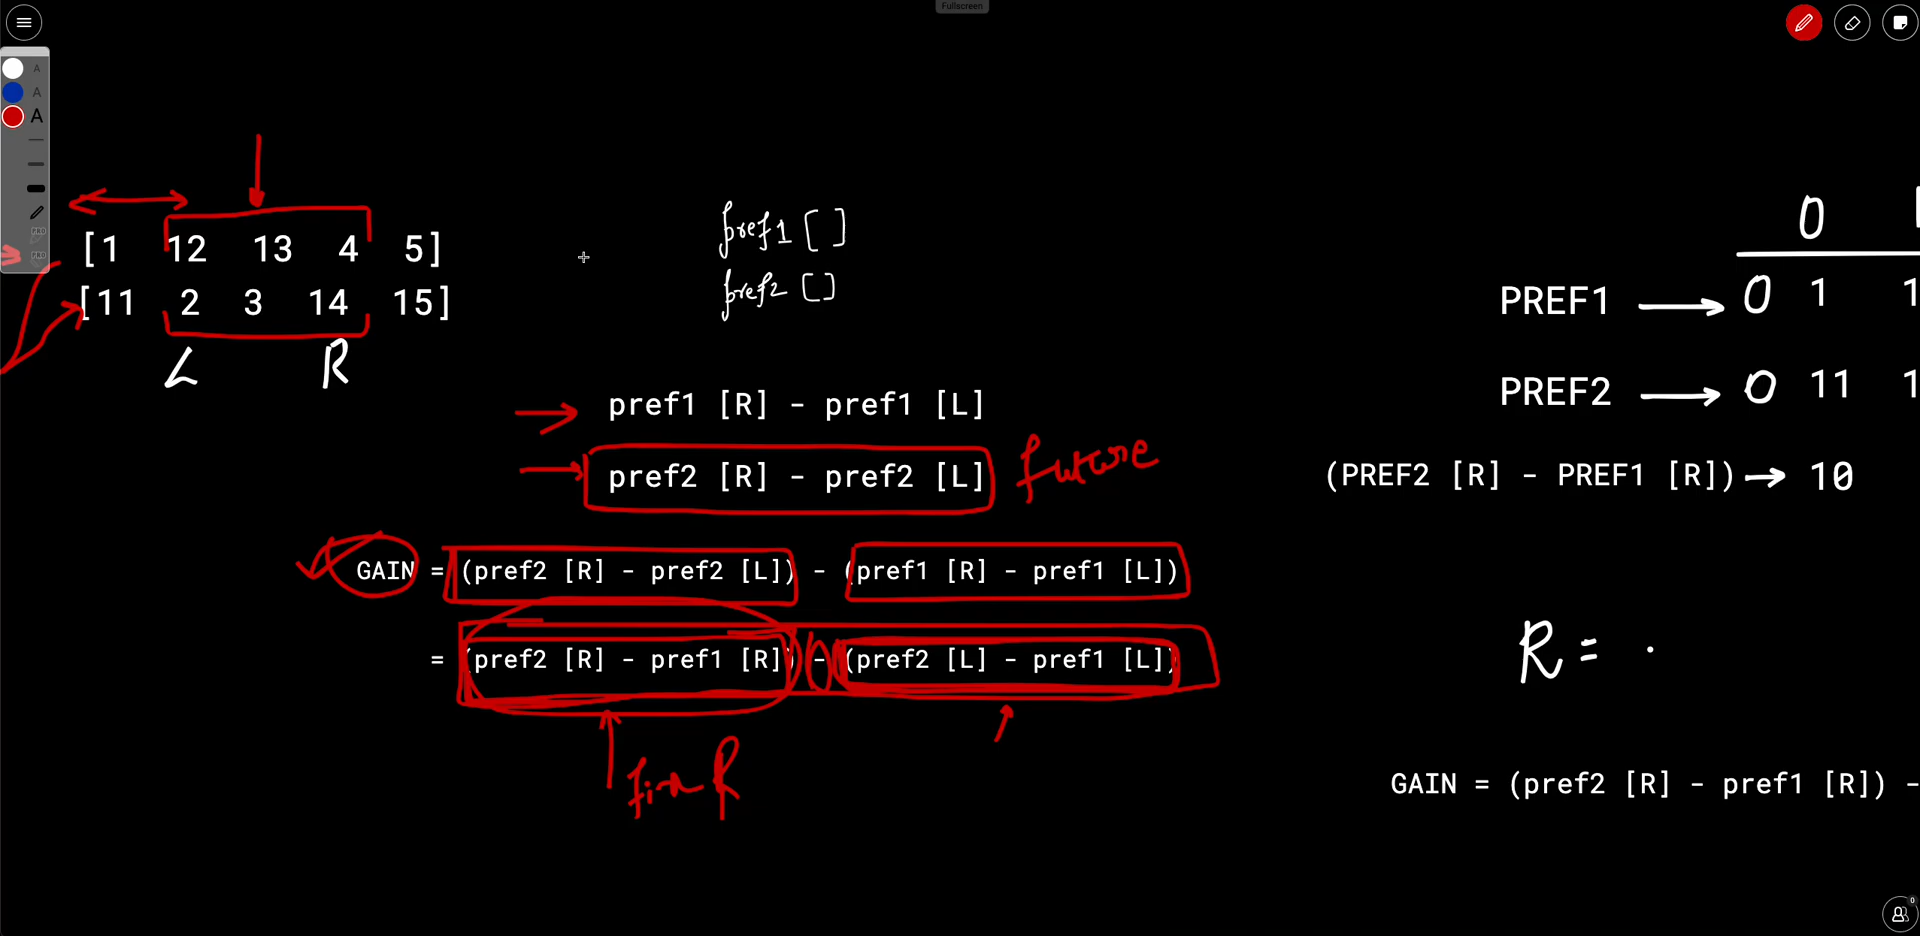 Fullscreen
A
A
A
[1 12 13 4 5]
[11 2 3 14 15]
L R
pref1 []
pref2 []
pref1 [R] - pref1 [L]
pref2 [R] - pref2 [L] future
GAIN = (pref2 [R] - pref2 [L]) - (pref1 [R] - pref1 [L])
= (pref2 [R] - pref1 [R]) - (pref2 [L] - pref1 [L])
fix R
0
PREF1 → 0 1 1
PREF2 → 0 11 1
(PREF2 [R] - PREF1 [R]) → 10
R = .
GAIN = (pref2 [R] - pref1 [R]) -
0